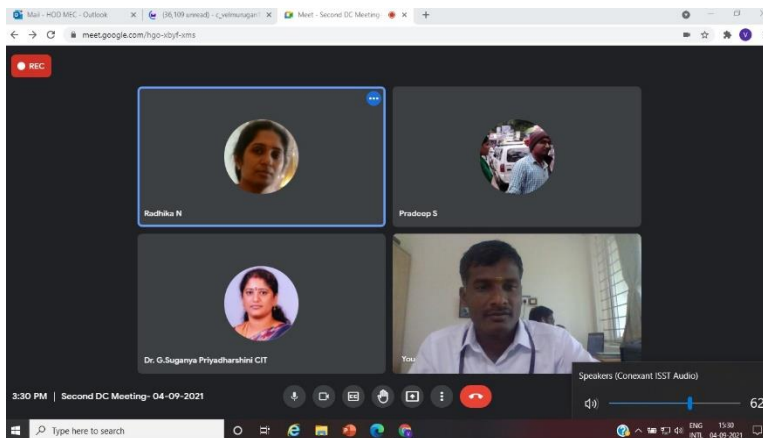 Mail - HOD MEC - Outlook
(36,109 unread) - c_velmurugan
Meet - Second DC Meeting
meet.google.com/hgo-xbyf-xms
V
REC
Radhika N
Pradeep S
Dr. G.Suganya Priyadharshini CIT
You
Speakers (Conexant ISST Audio)
62
3:30 PM | Second DC Meeting- 04-09-2021
Type here to search
ENG 15:30
INTL 04-09-2021